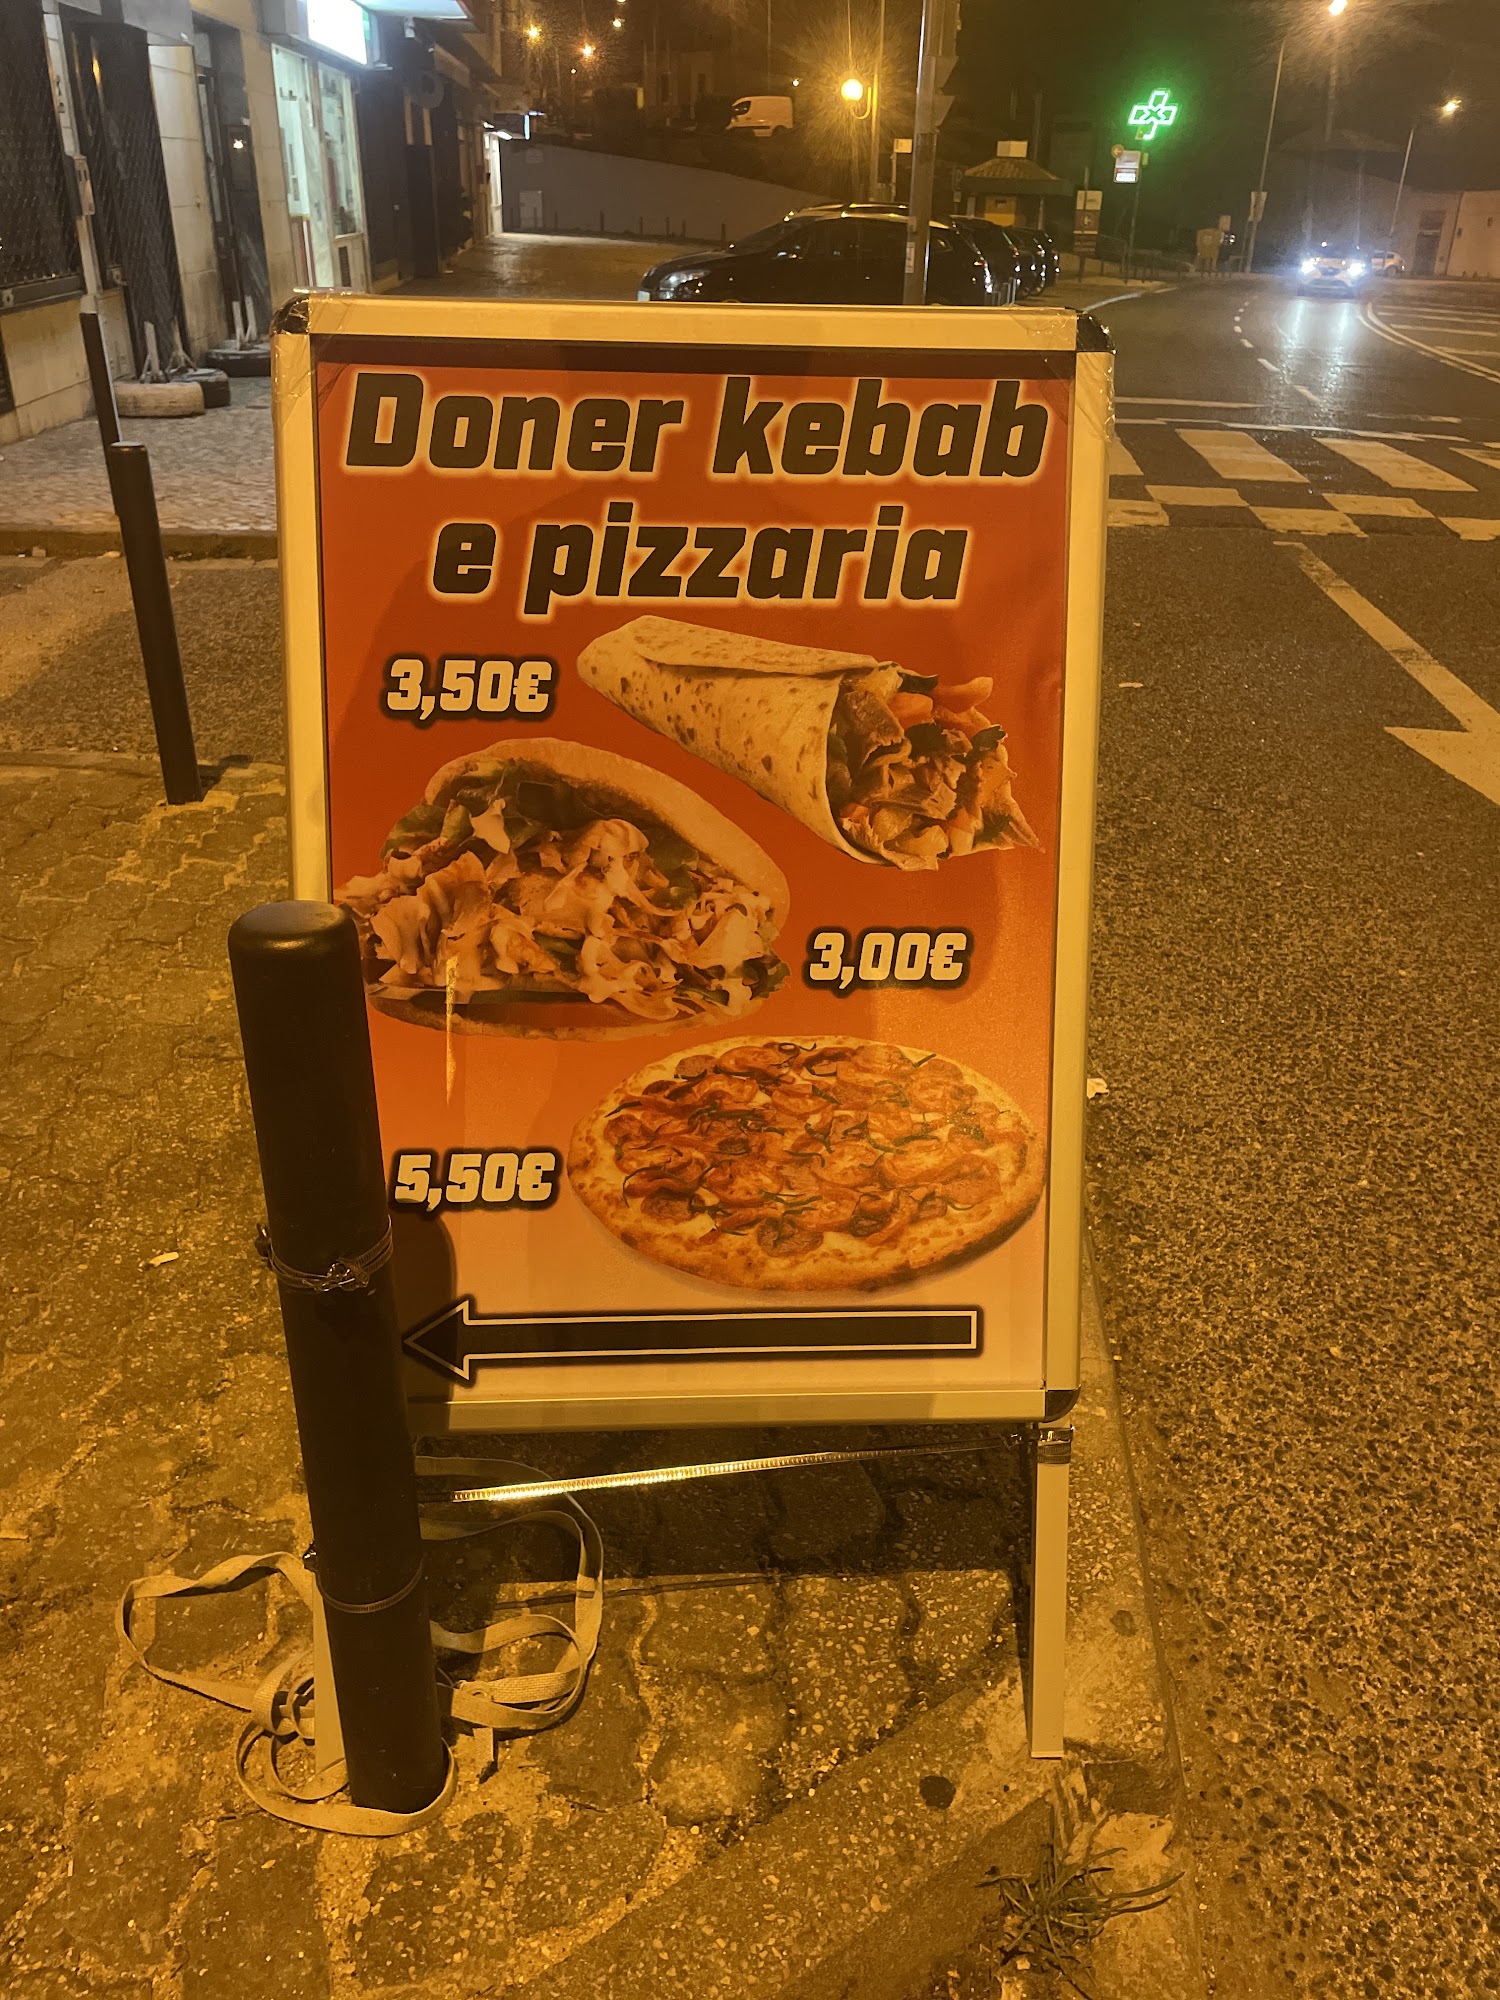 Doner kebab
e pizzaria
3,50€
3,00€
5,50€